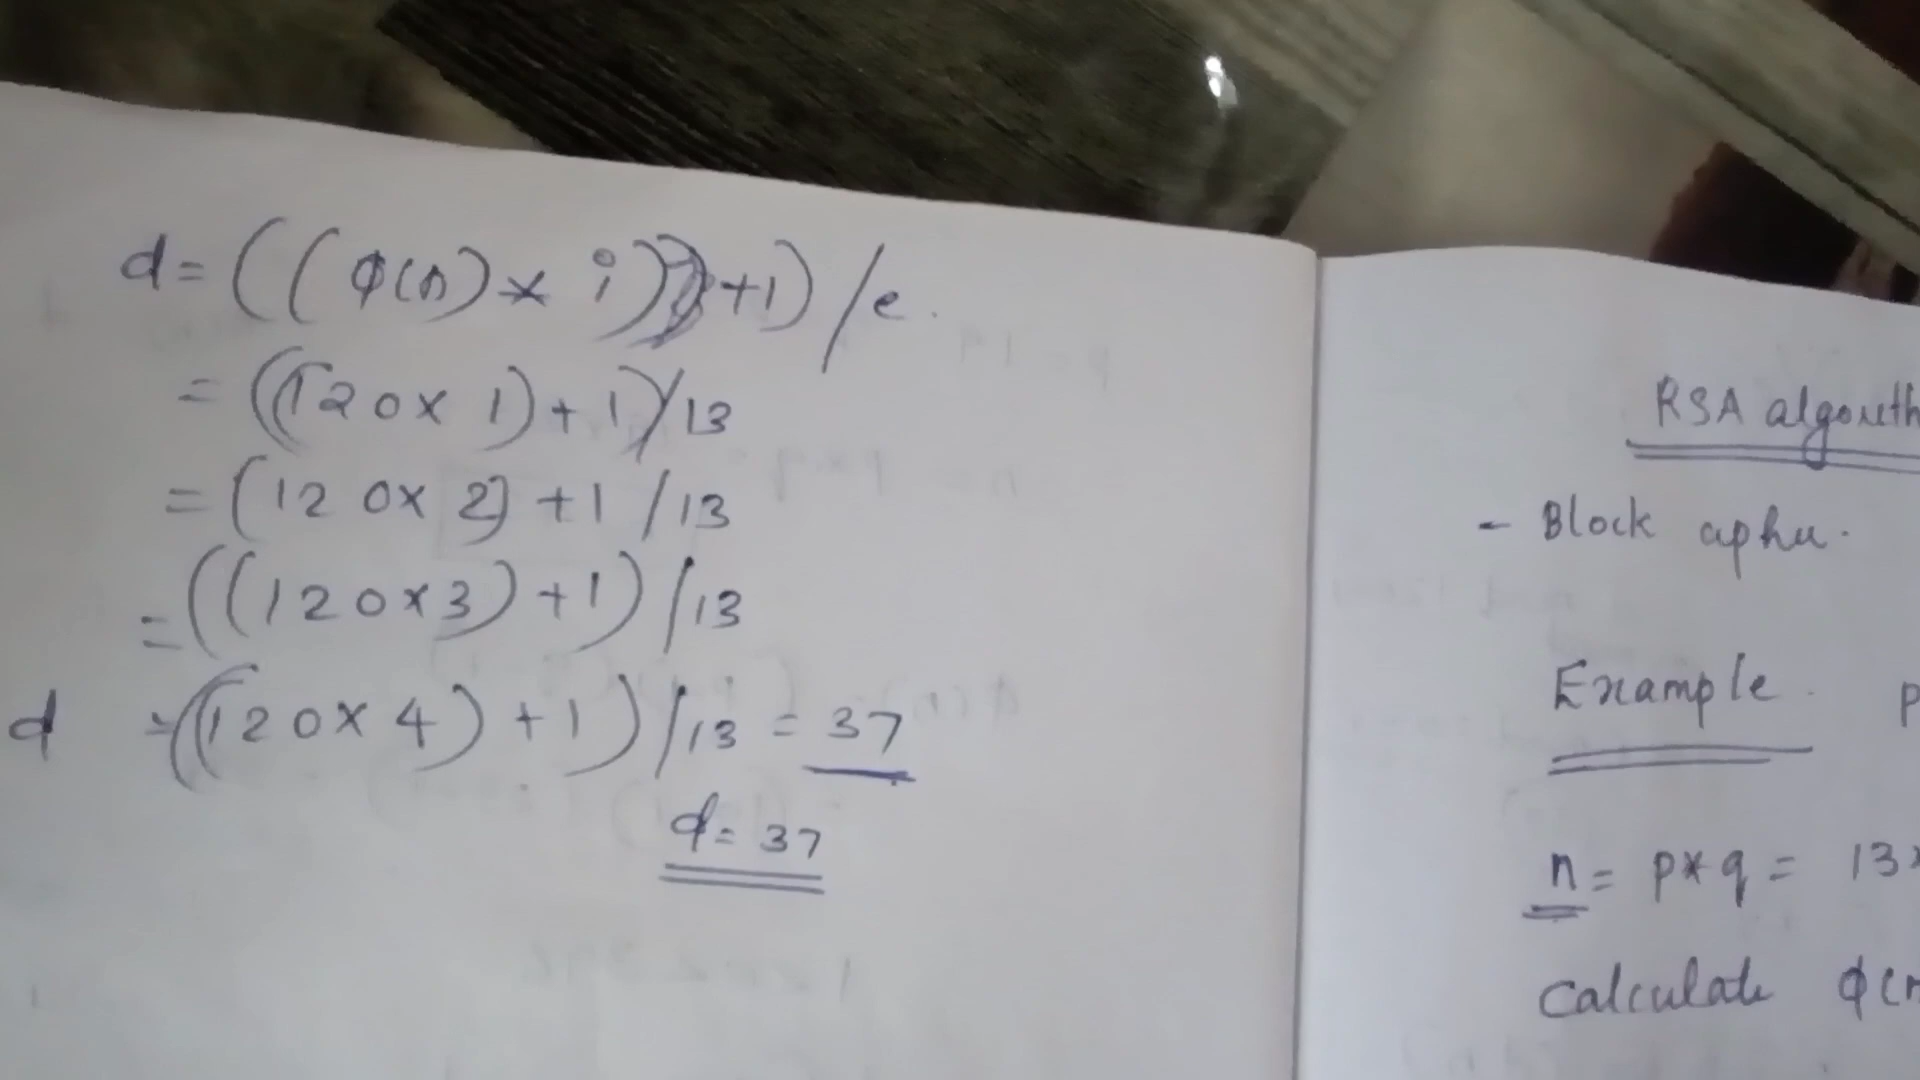 d = ((φ(n) × i) +1) /e.
= ((120 × 1) + 1)/13
= (120 × 2) + 1 /13
= ((120 × 3) + 1) /13
d = ((120 × 4) + 1) /13 = 37
d = 37
RSA algorith
- Block
Example p
n = p * q = 13
Calculate φ(n